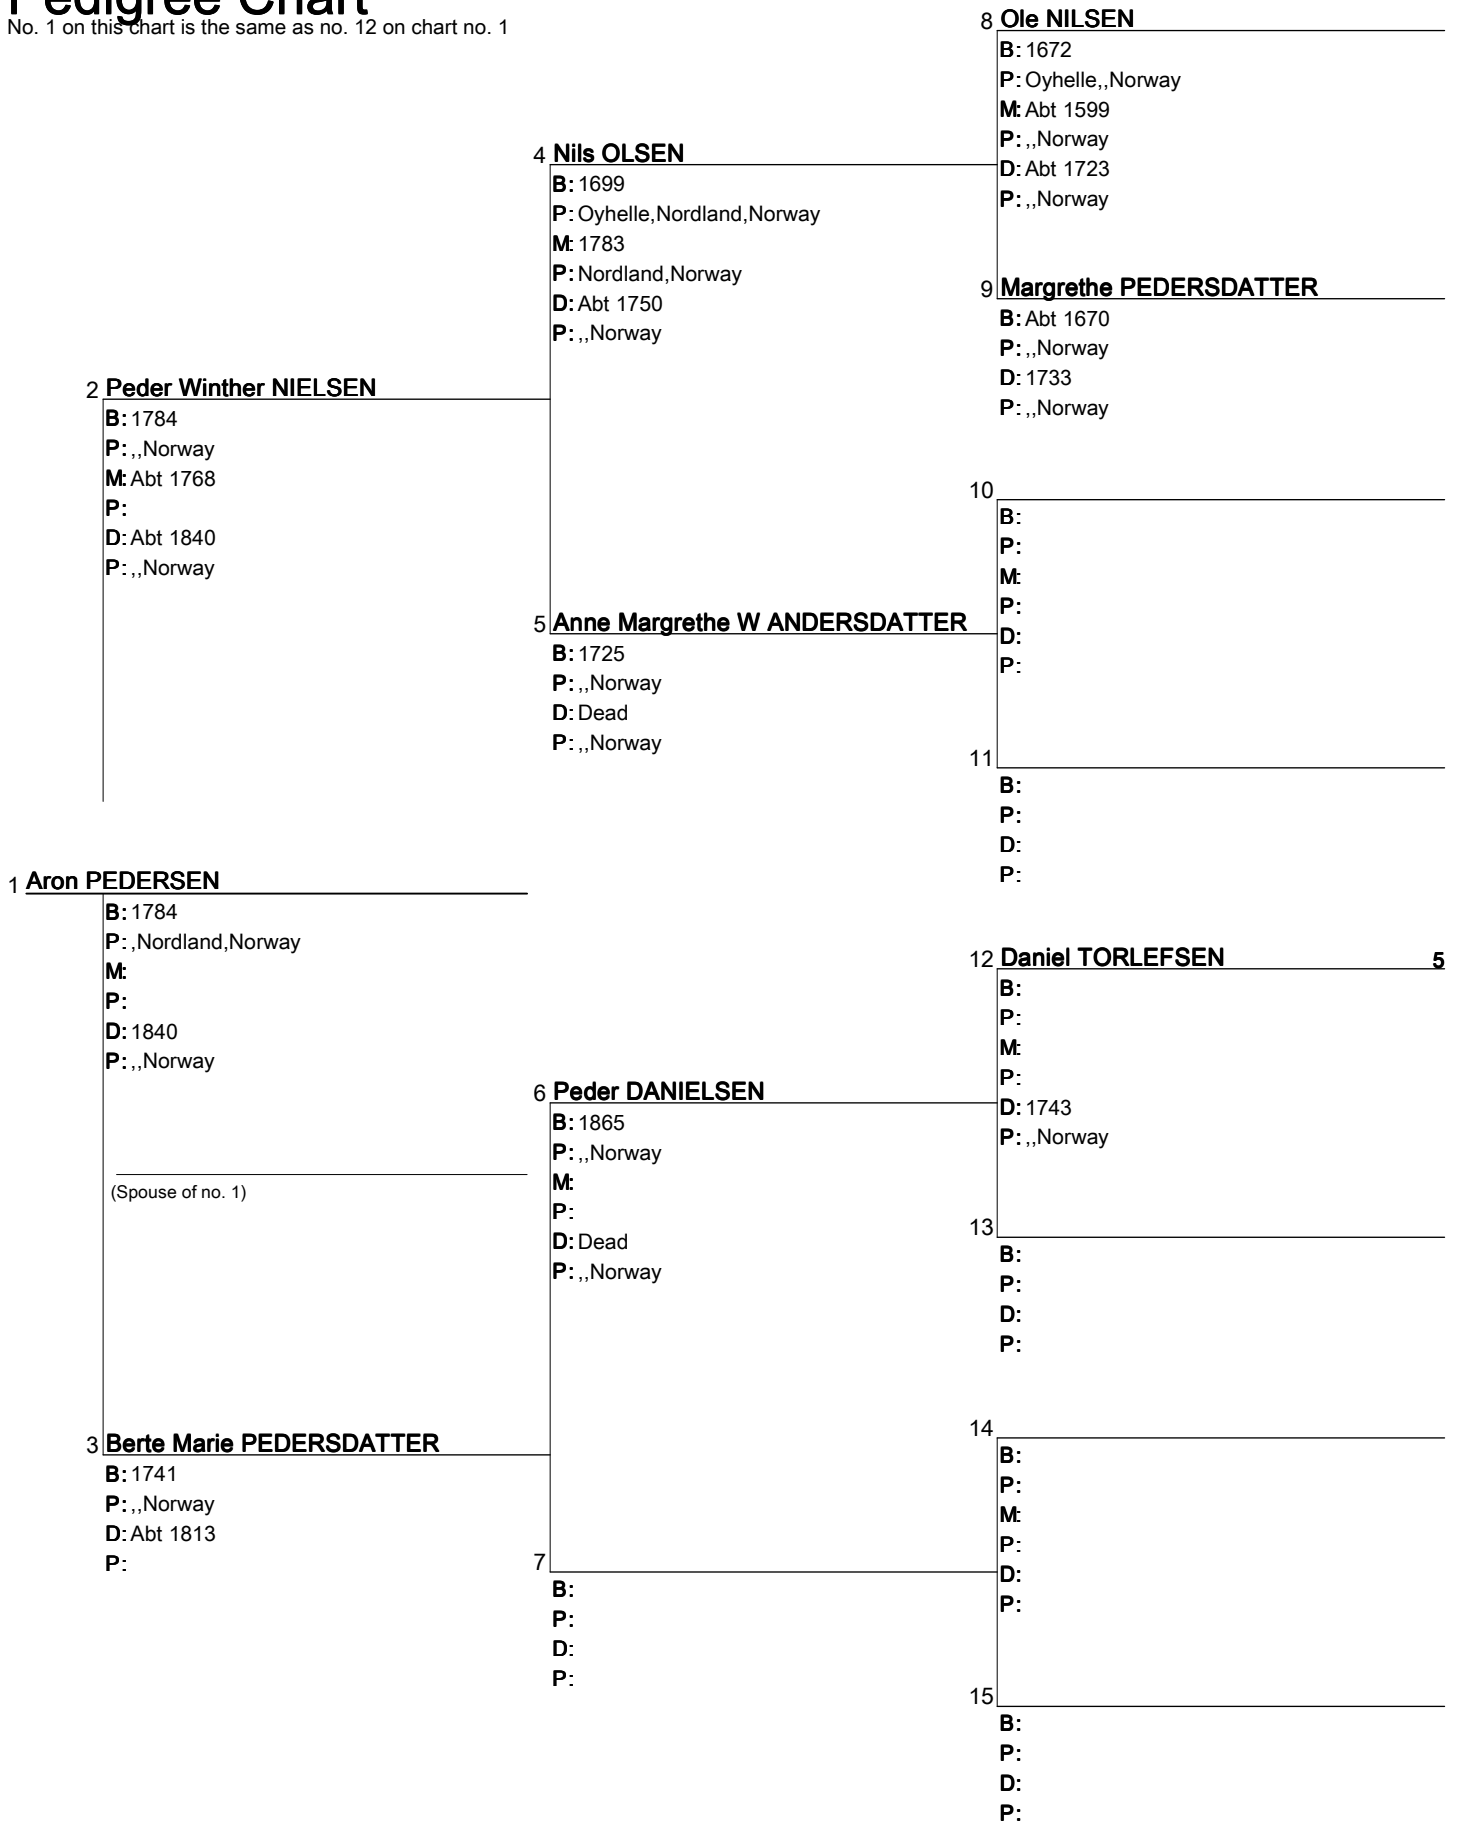 Pedigree Chart
No. 1 on this chart is the same as no. 12 on chart no. 1
8 Ole NILSEN
B: 1672
P: Oyhelle,,Norway
M: Abt 1599
P: ,,Norway
D: Abt 1723
P: ,,Norway
4 Nils OLSEN
B: 1699
P: Oyhelle,Nordland,Norway
M: 1783
P: Nordland,Norway
D: Abt 1750
P: ,,Norway
9 Margrethe PEDERSDATTER
B: Abt 1670
P: ,,Norway
D: 1733
P: ,,Norway
2 Peder Winther NIELSEN
B: 1784
P: ,,Norway
M: Abt 1768
P:
D: Abt 1840
P: ,,Norway
10
B:
P:
M:
P:
D:
P:
5 Anne Margrethe W ANDERSDATTER
B: 1725
P: ,,Norway
D: Dead
P: ,,Norway
11
B:
P:
D:
P:
1 Aron PEDERSEN
B: 1784
P: ,Nordland,Norway
M:
P:
D: 1840
P: ,,Norway
(Spouse of no. 1)
12 Daniel TORLEFSEN 5
B:
P:
M:
P:
D: 1743
P: ,,Norway
6 Peder DANIELSEN
B: 1865
P: ,,Norway
M:
P:
D: Dead
P: ,,Norway
13
B:
P:
D:
P:
3 Berte Marie PEDERSDATTER
B: 1741
P: ,,Norway
D: Abt 1813
P:
14
B:
P:
M:
P:
D:
P:
7
B:
P:
D:
P:
15
B:
P:
D:
P: